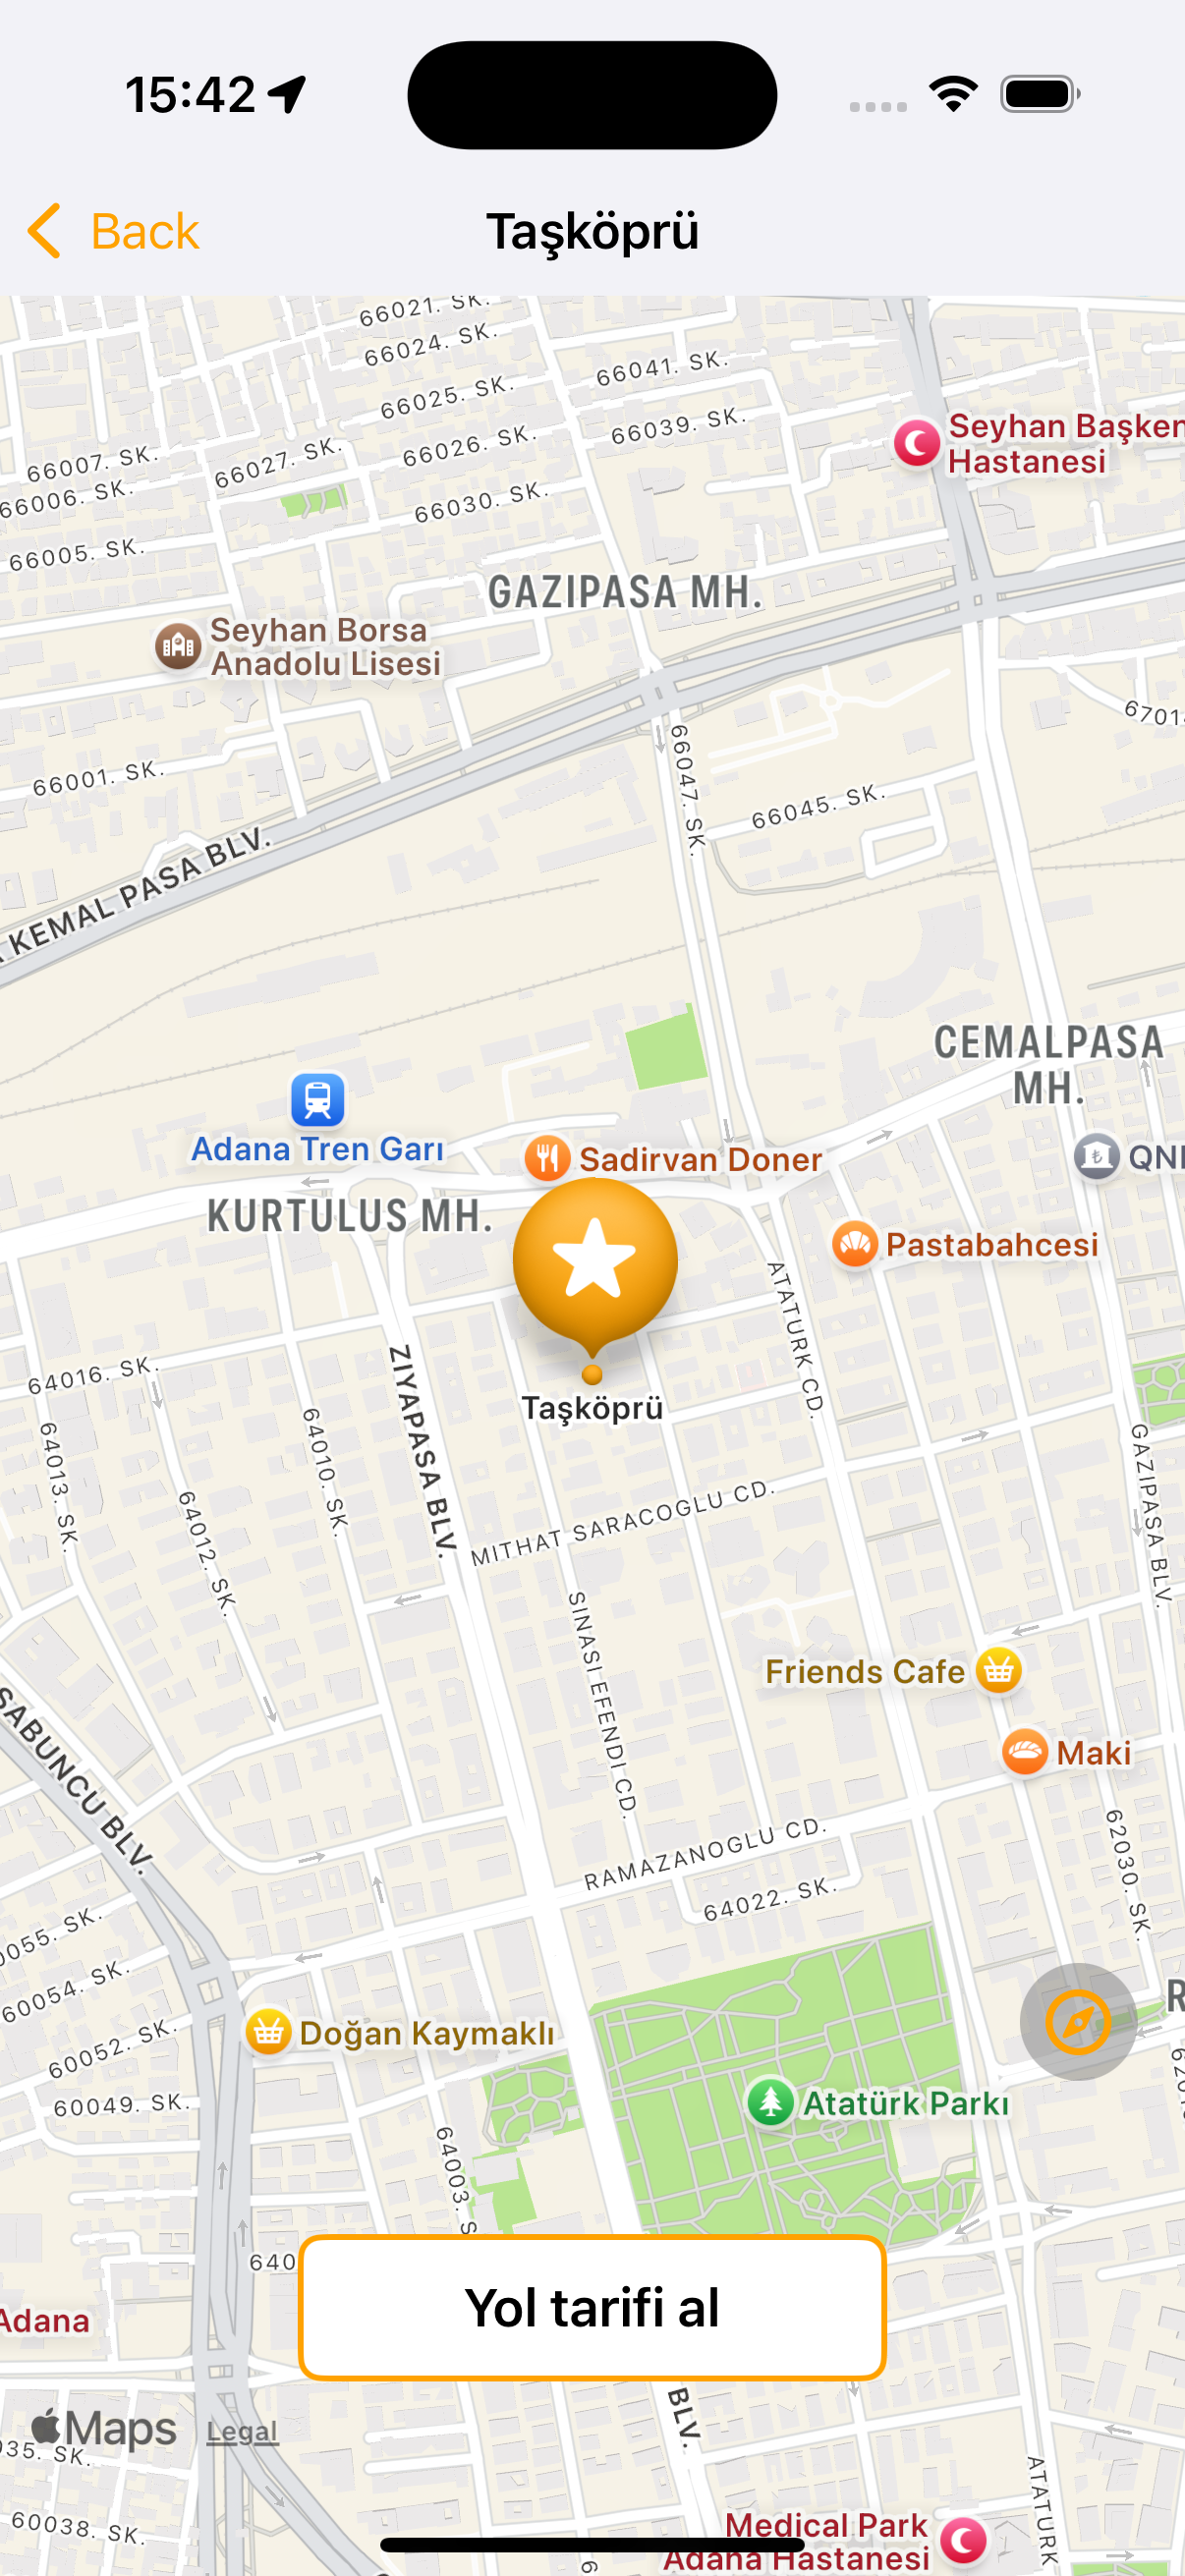 15:42
Back
Taşköprü
66021. SK.
66024. SK.
66041. SK.
66025. SK.
66039. SK.
66026. SK.
66007. SK.
66027. SK.
66006. SK.
66030. SK.
66005. SK.
Seyhan Başken
Hastanesi
GAZIPASA MH.
Seyhan Borsa
Anadolu Lisesi
6701
66001. SK.
66047. SK.
66045. SK.
KEMAL PASA BLV.
CEMALPASA
MH.
Adana Tren Garı
Sadirvan Doner
KURTULUS MH.
Pastabahcesi
ATATURK CD.
64016. SK.
ZIYAPASA BLV.
Taşköprü
64013. SK.
64010. SK.
64012. SK.
GAZIPASA BLV.
MITHAT SARACOGLU CD.
SINASI EFENDI CD.
Friends Cafe
Maki
SABUNCU BLV.
RAMAZANOGLU CD.
62030. SK.
64022. SK.
0055. SK.
60054. SK.
60052. SK.
Doğan Kaymaklı
60049. SK.
Atatürk Parkı
64003. S
640
Yol tarifi al
Adana
BLV.
Maps
Legal
035. SK.
60038. SK.
ATATURK
Medical Park
Adana Hastanesi